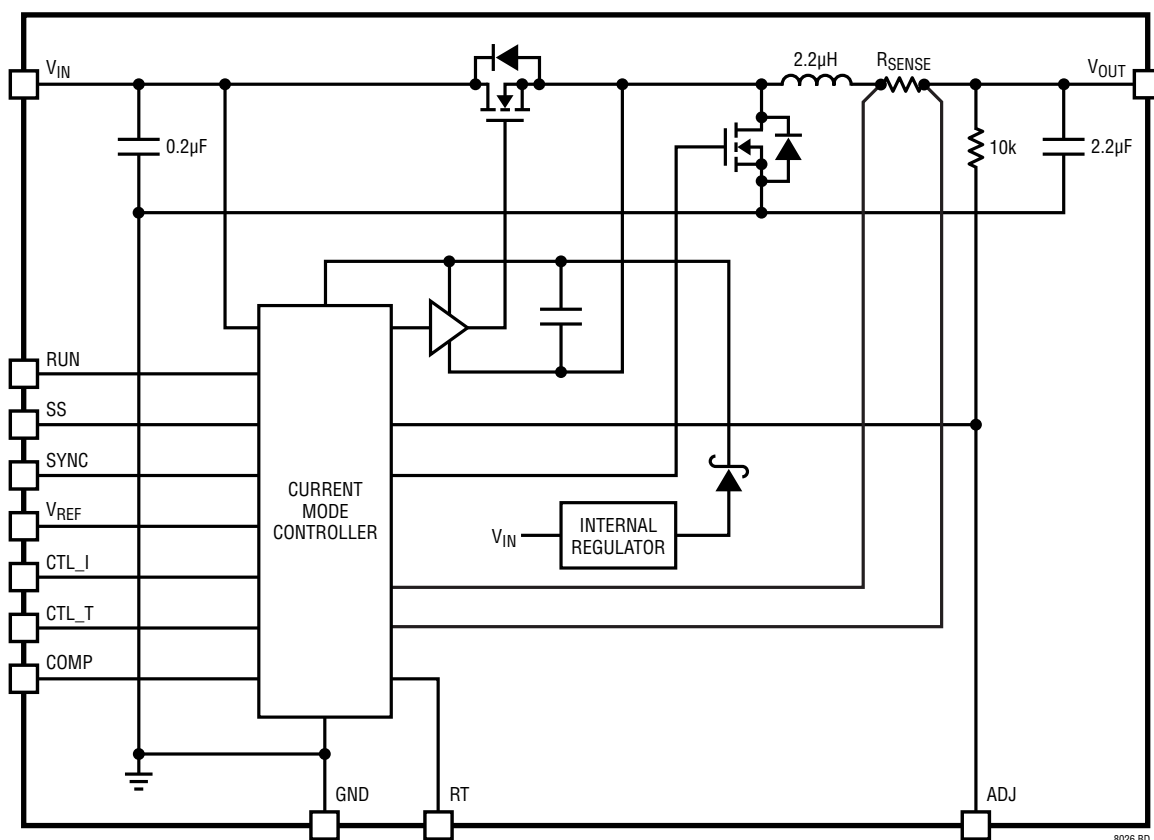 V_IN
2.2µH
R_SENSE
V_OUT
0.2µF
10k
2.2µF
RUN
SS
SYNC
V_REF
CTL_I
CTL_T
COMP
CURRENT
MODE
CONTROLLER
V_IN
INTERNAL
REGULATOR
GND
RT
ADJ
8026 BD